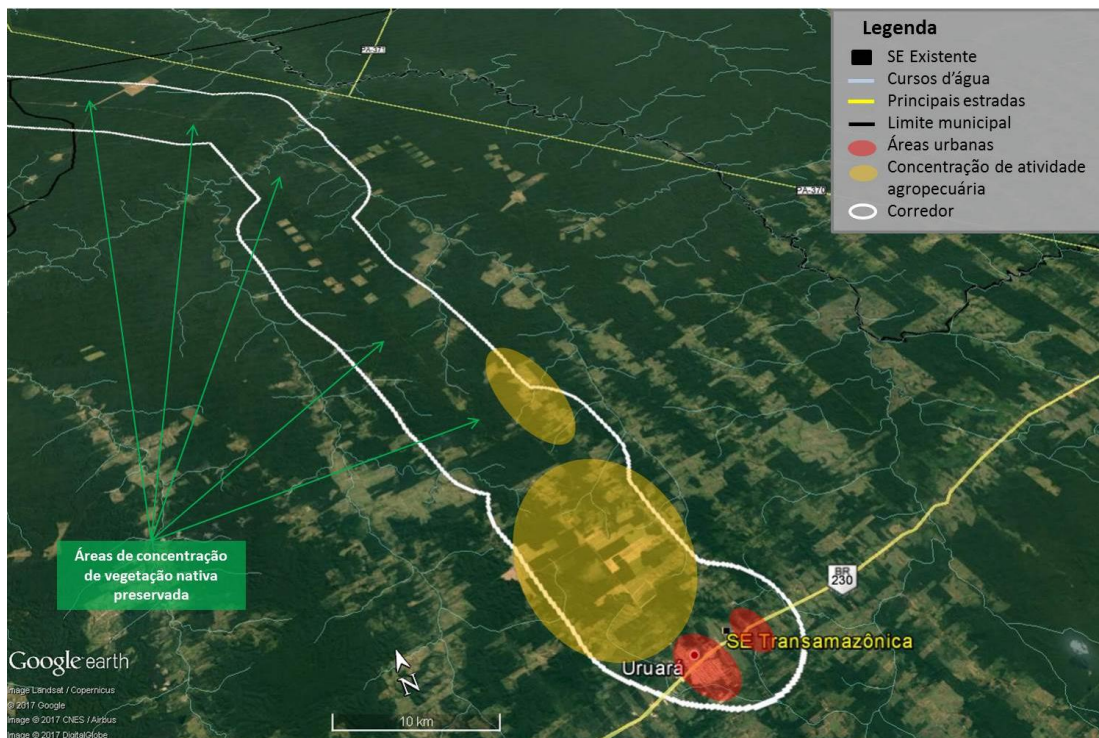 PA-371
Legenda
SE Existente
Cursos d'água
Principais estradas
Limite municipal
Áreas urbanas
Concentração de atividade
agropecuária
Corredor
PA-370
Áreas de concentração
de vegetação nativa
preservada
BR
230
SE Transamazônica
Uruará
Google earth
Image Landsat / Copernicus
© 2017 Google
Image © 2017 CNES / Airbus
Image © 2017 DigitalGlobe
N
10 km